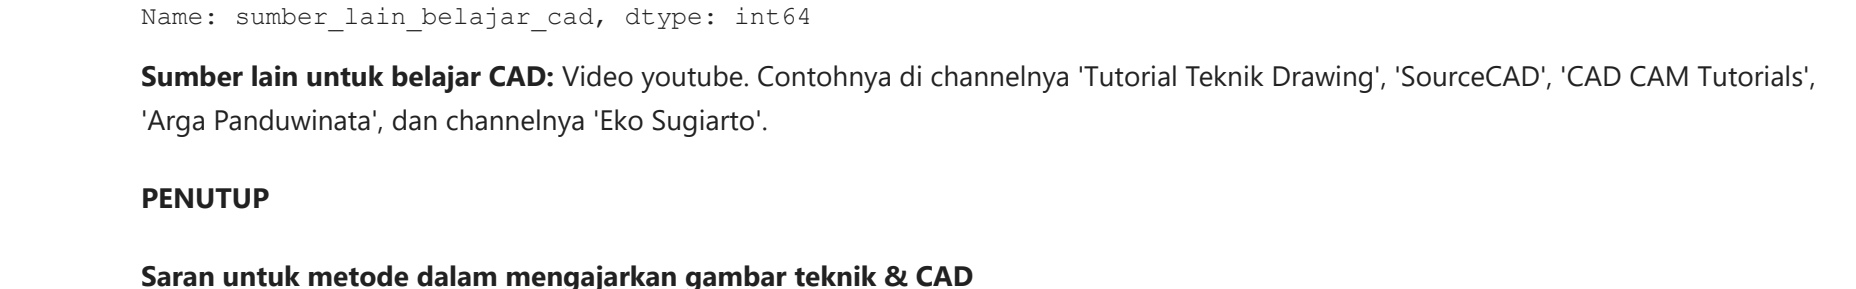 Name: sumber_lain_belajar_cad, dtype: int64
Sumber lain untuk belajar CAD: Video youtube. Contohnya di channelnya 'Tutorial Teknik Drawing', 'SourceCAD', 'CAD CAM Tutorials',
'Arga Panduwinata', dan channelnya 'Eko Sugiarto'.
PENUTUP
Saran untuk metode dalam mengajarkan gambar teknik & CAD